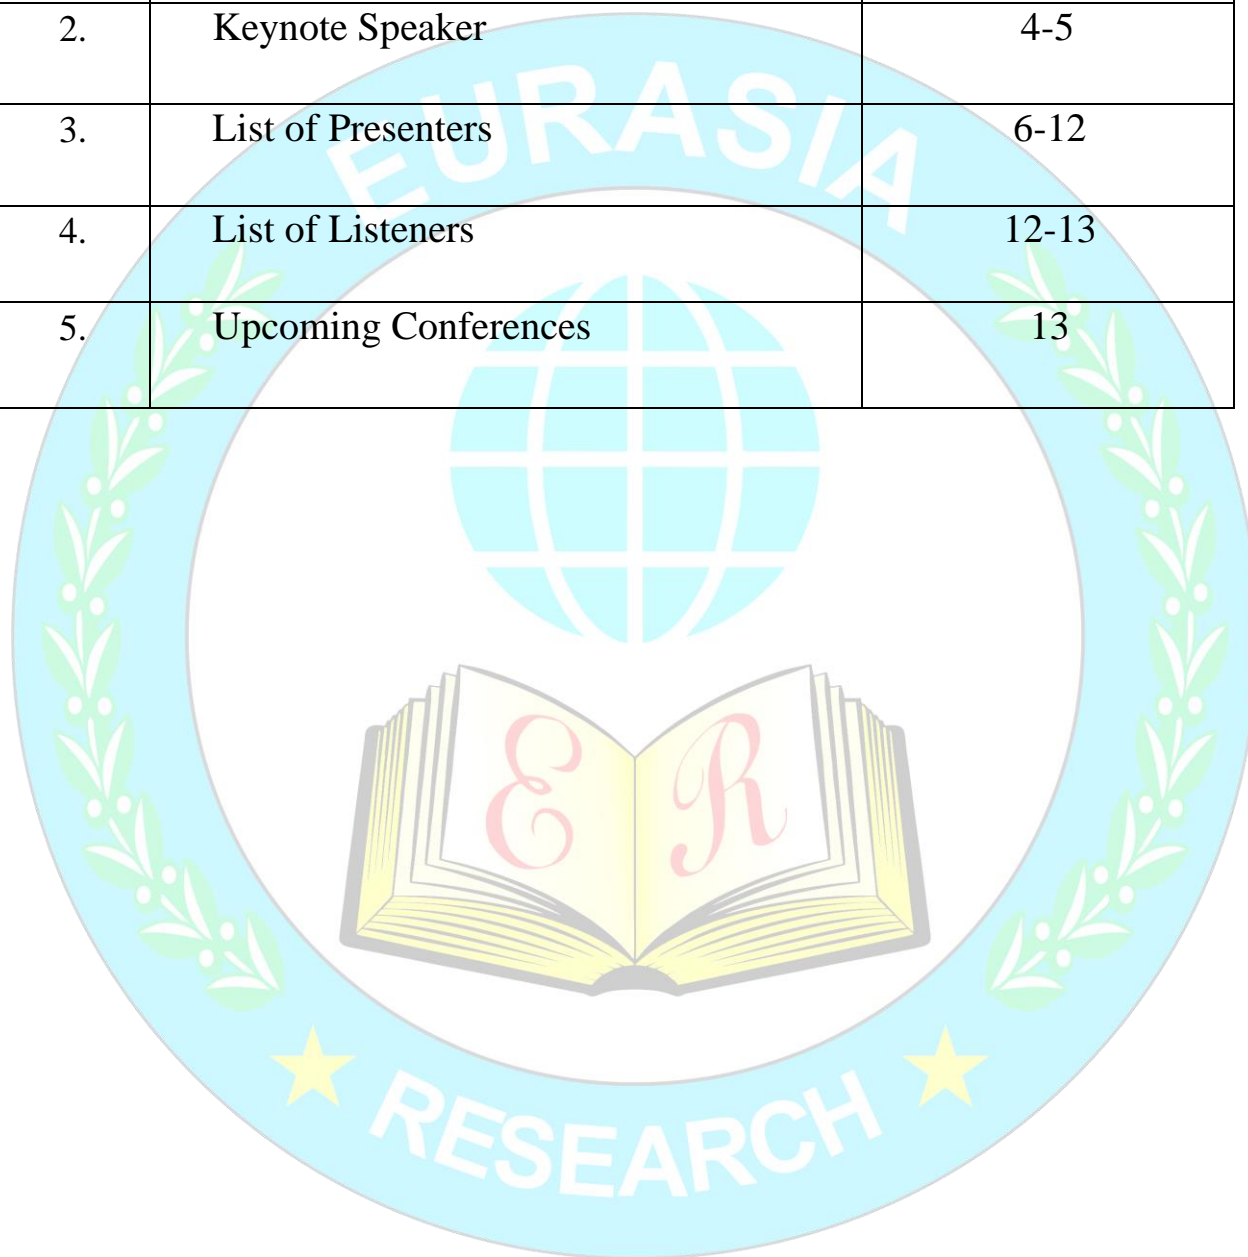 2. Keynote Speaker 4-5
3. List of Presenters 6-12
4. List of Listeners 12-13
5. Upcoming Conferences 13
EURASIA
E R
RESEARCH